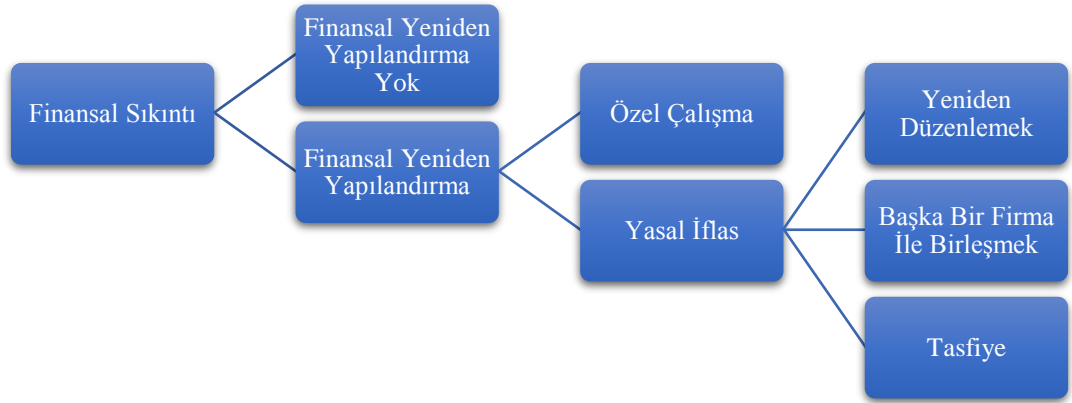 Finansal Sıkıntı
Finansal Yeniden
Yapılandırma
Yok
Finansal Yeniden
Yapılandırma
Özel Çalışma
Yasal İflas
Yeniden
Düzenlemek
Başka Bir Firma
İle Birleşmek
Tasfiye